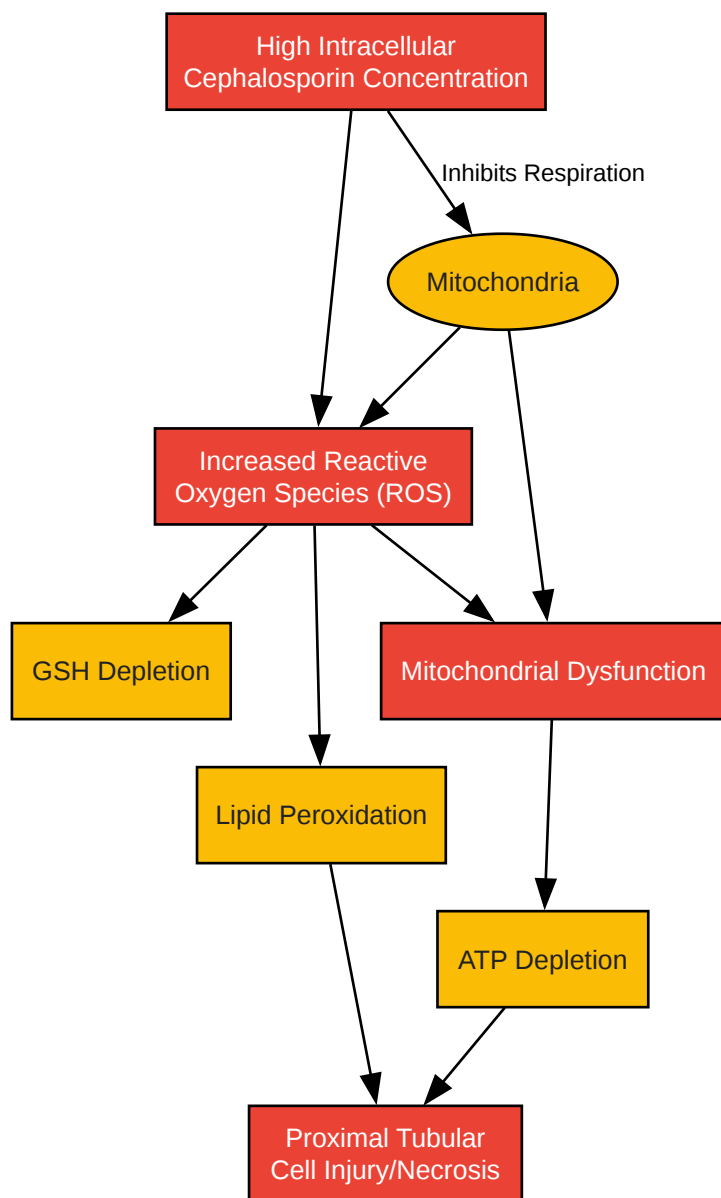 High Intracellular
Cephalosporin Concentration
Inhibits Respiration
Mitochondria
Increased Reactive
Oxygen Species (ROS)
GSH Depletion
Mitochondrial Dysfunction
Lipid Peroxidation
ATP Depletion
Proximal Tubular
Cell Injury/Necrosis